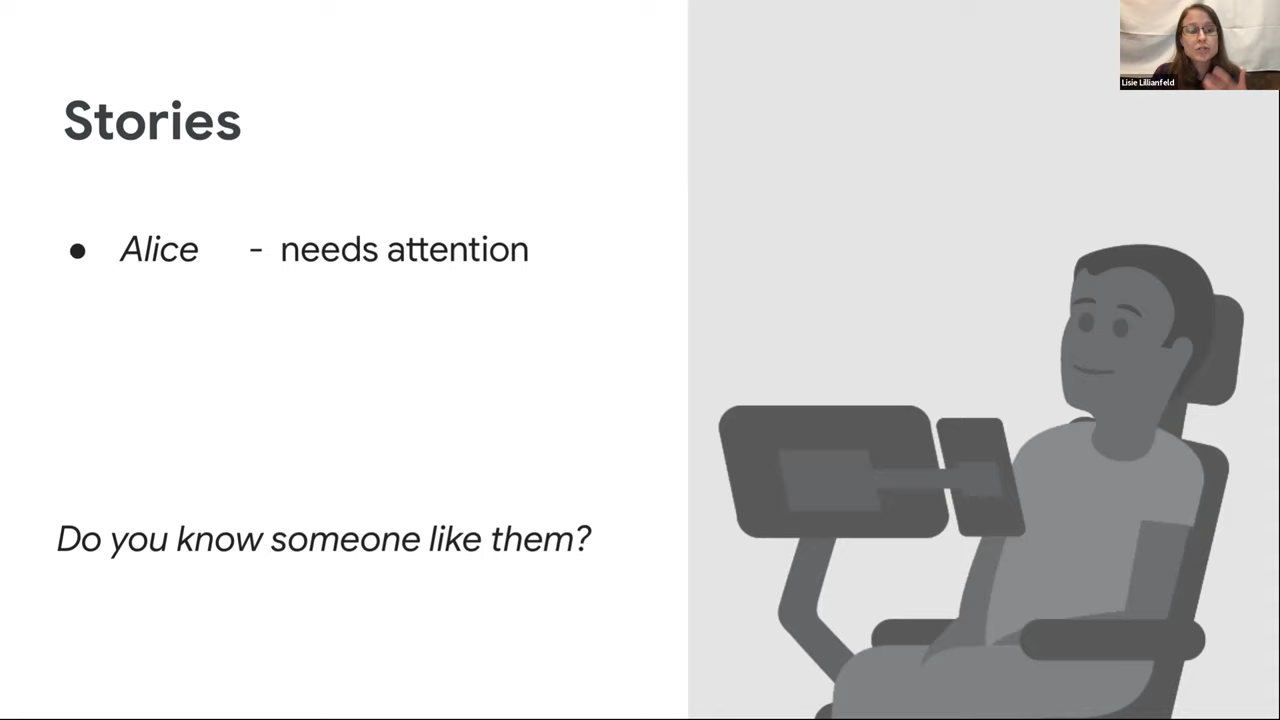 Lisie Lillianfeld
Stories
● Alice - needs attention
Do you know someone like them?